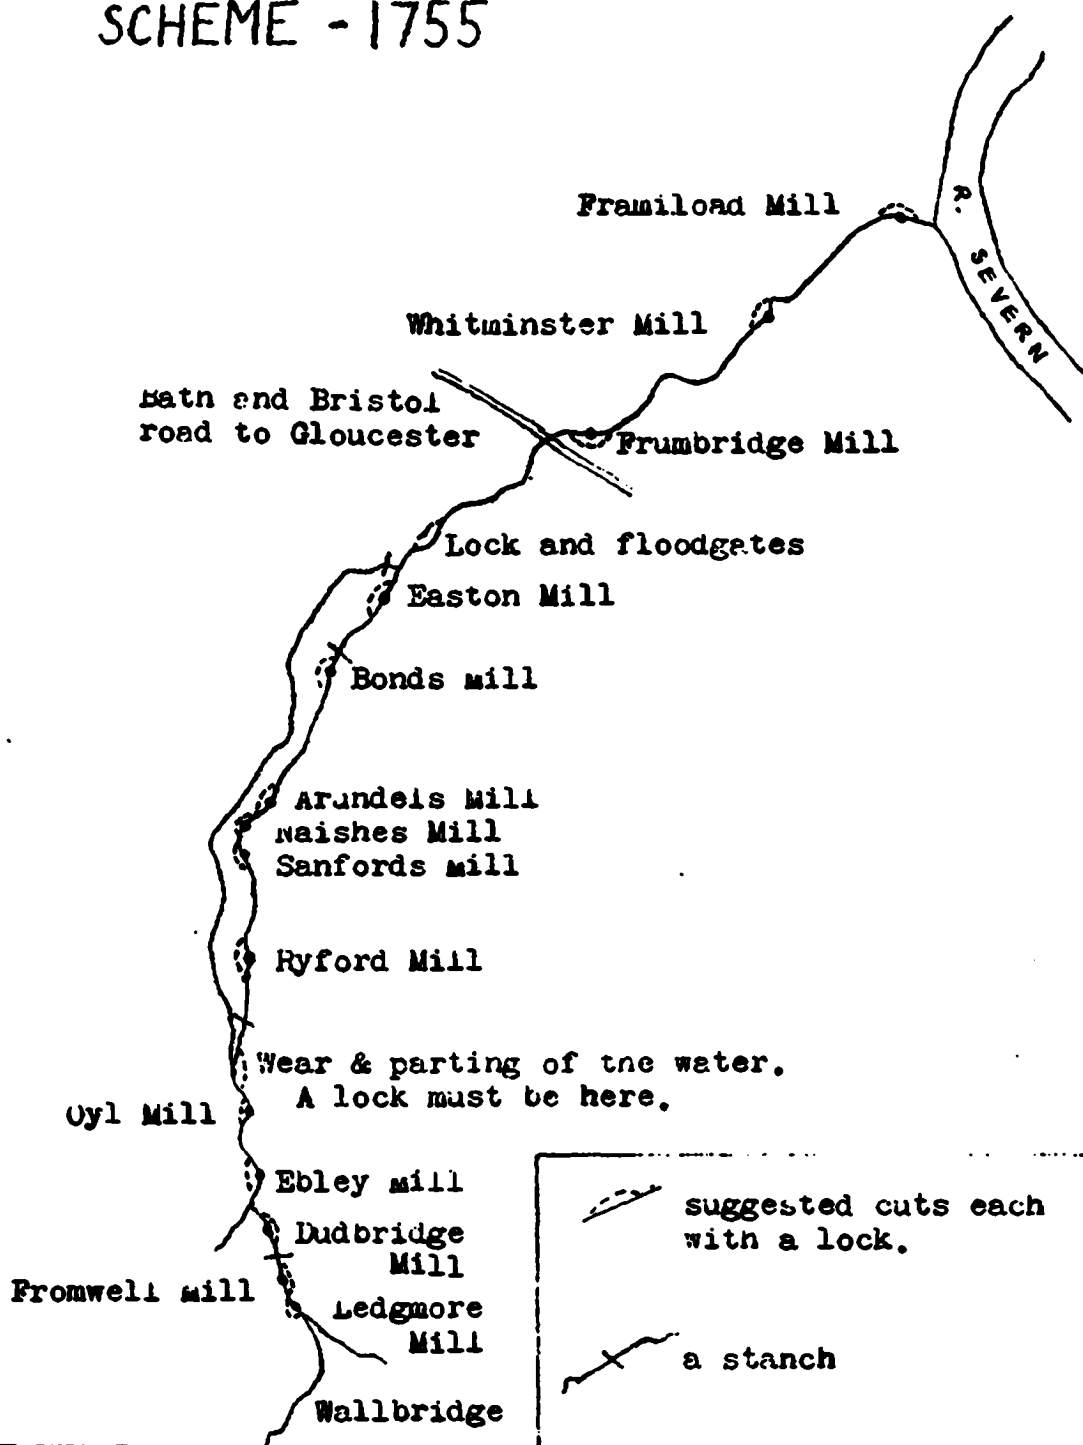 SCHEME - 1755
Framiload Mill
R. SEVERN
Whitminster Mill
Bath and Bristol
road to Gloucester
Frumbridge Mill
Lock and floodgates
Easton Mill
Bonds Mill
Arundels Mill
Naishes Mill
Sanfords Mill
Ryford Mill
Wear & parting of the water.
A lock must be here.
Oyl Mill
Ebley Mill
Dudbridge
Mill
Fromwell Mill
Ledgmore
Mill
Wallbridge
suggested cuts each
with a lock.
a stanch